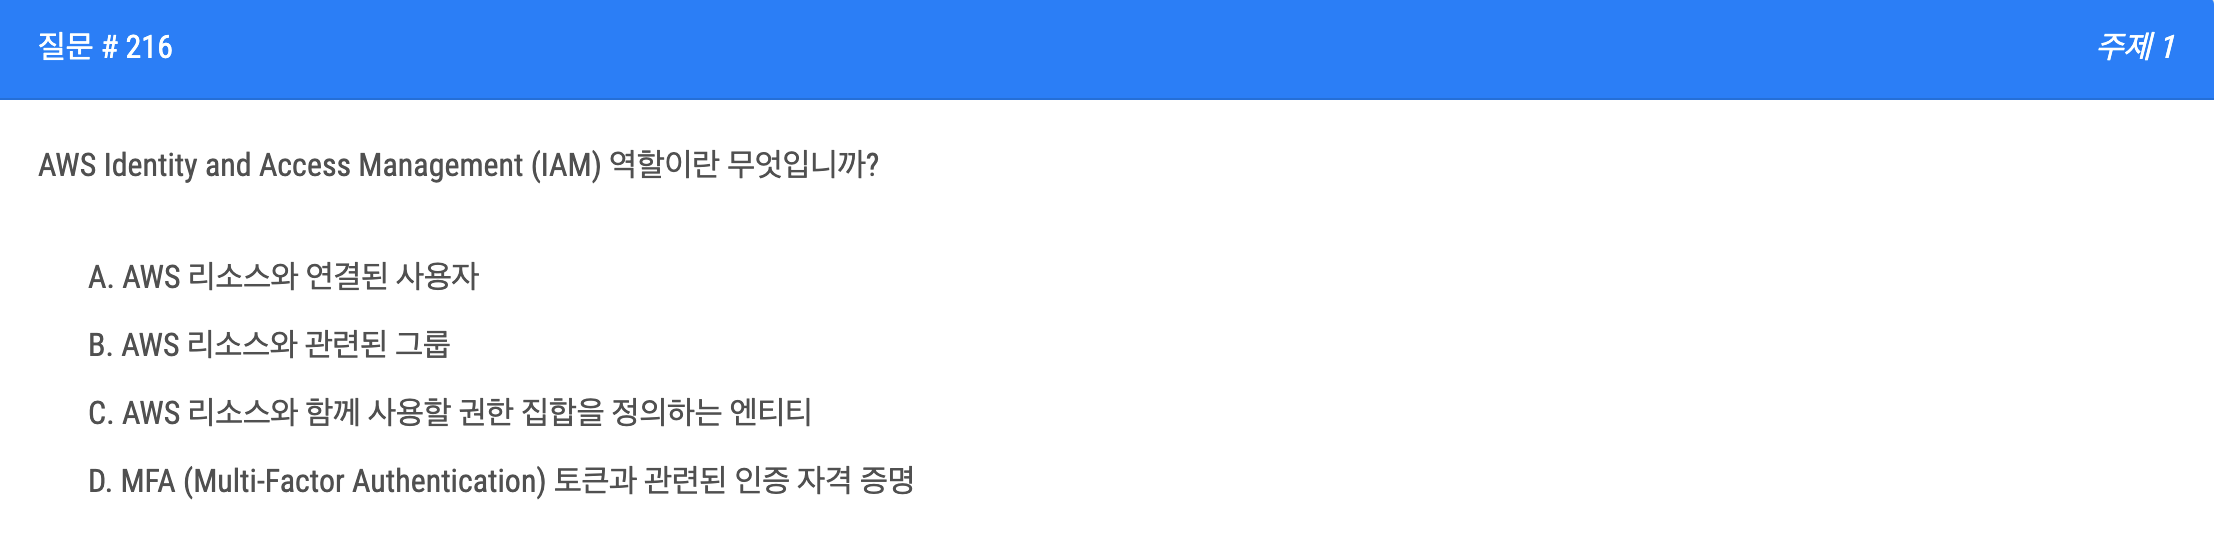 질문 # 216
주제 1
AWS Identity and Access Management (IAM) 역할이란 무엇입니까?
A. AWS 리소스와 연결된 사용자
B. AWS 리소스와 관련된 그룹
C. AWS 리소스와 함께 사용할 권한 집합을 정의하는 엔티티
D. MFA (Multi-Factor Authentication) 토큰과 관련된 인증 자격 증명